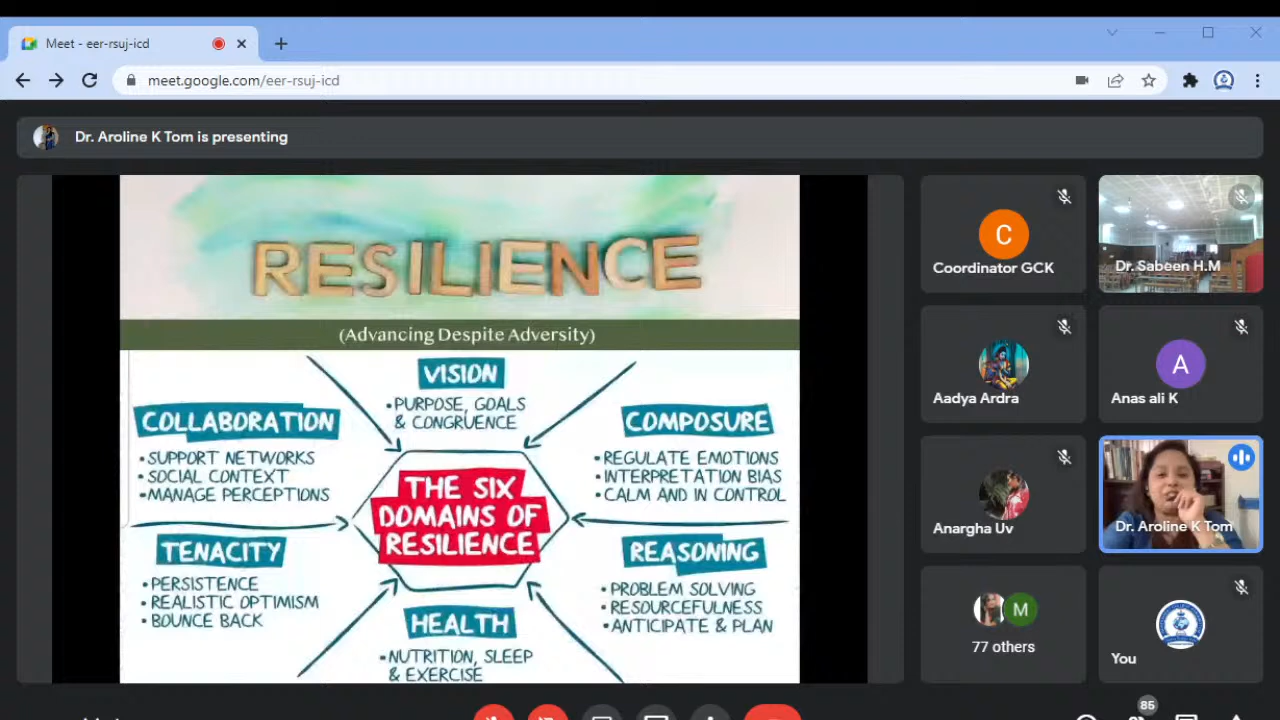 Meet - eer-rsuj-icd
meet.google.com/eer-rsuj-icd
Dr. Aroline K Tom is presenting
RESILIENCE
(Advancing Despite Adversity)
VISION
•PURPOSE, GOALS
& CONGRUENCE
COLLABORATION
•SUPPORT NETWORKS
•SOCIAL CONTEXT
•MANAGE PERCEPTIONS
COMPOSURE
•REGULATE EMOTIONS
•INTERPRETATION BIAS
•CALM AND IN CONTROL
THE SIX
DOMAINS OF
RESILIENCE
TENACITY
•PERSISTENCE
•REALISTIC OPTIMISM
•BOUNCE BACK
REASONING
•PROBLEM SOLVING
•RESOURCEFULNESS
•ANTICIPATE & PLAN
HEALTH
•NUTRITION, SLEEP
& EXERCISE
C
Coordinator GCK
Dr. Sabeen H.M
Aadya Ardra
A
Anas ali K
Anargha Uv
Dr. Aroline K Tom
M
77 others
You
85